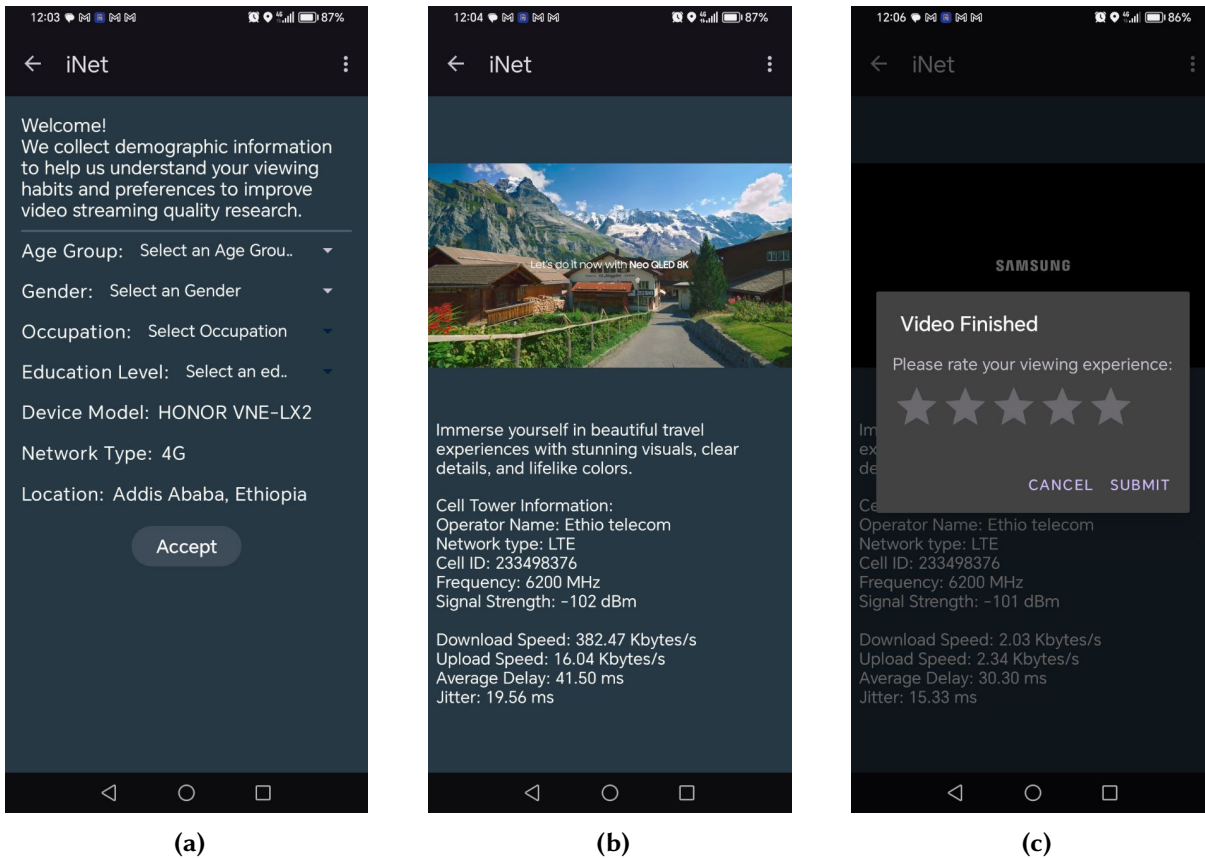 12:03
87%
iNet
Welcome!
We collect demographic information
to help us understand your viewing
habits and preferences to improve
video streaming quality research.
Age Group: Select an Age Grou..
Gender: Select an Gender
Occupation: Select Occupation
Education Level: Select an ed..
Device Model: HONOR VNE-LX2
Network Type: 4G
Location: Addis Ababa, Ethiopia
Accept
(a)
12:04
87%
iNet
Let's do it now with Neo QLED 8K
Immerse yourself in beautiful travel
experiences with stunning visuals, clear
details, and lifelike colors.
Cell Tower Information:
Operator Name: Ethio telecom
Network type: LTE
Cell ID: 233498376
Frequency: 6200 MHz
Signal Strength: -102 dBm
Download Speed: 382.47 Kbytes/s
Upload Speed: 16.04 Kbytes/s
Average Delay: 41.50 ms
Jitter: 19.56 ms
(b)
12:06
86%
iNet
SAMSUNG
Video Finished
Please rate your viewing experience:
CANCEL SUBMIT
Im
ex
de
Ce
Operator Name: Ethio telecom
Network type: LTE
Cell ID: 233498376
Frequency: 6200 MHz
Signal Strength: -101 dBm
Download Speed: 2.03 Kbytes/s
Upload Speed: 2.34 Kbytes/s
Average Delay: 30.30 ms
Jitter: 15.33 ms
(c)